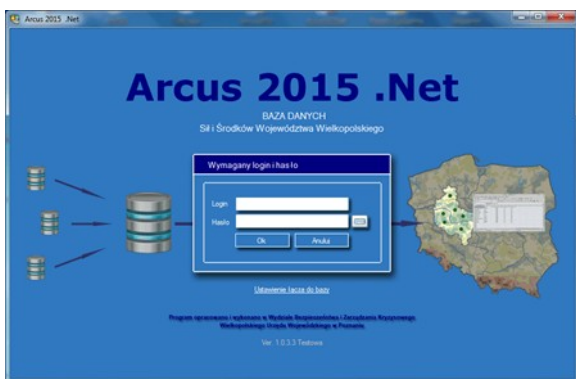 Arcus 2015 .Net
Arcus 2015 .Net
BAZA DANYCH
Sił i Środków Województwa Wielkopolskiego
Wymagany login i hasło
Login
Hasło
Ok
Anuluj
Ustawienie łącza do bazy
Program opracowano i wykonano w Wydziale Bezpieczeństwa i Zarządzania Kryzysowego
Wielkopolskiego Urzędu Wojewódzkiego w Poznaniu
Ver. 1.0.3.3 Testowa